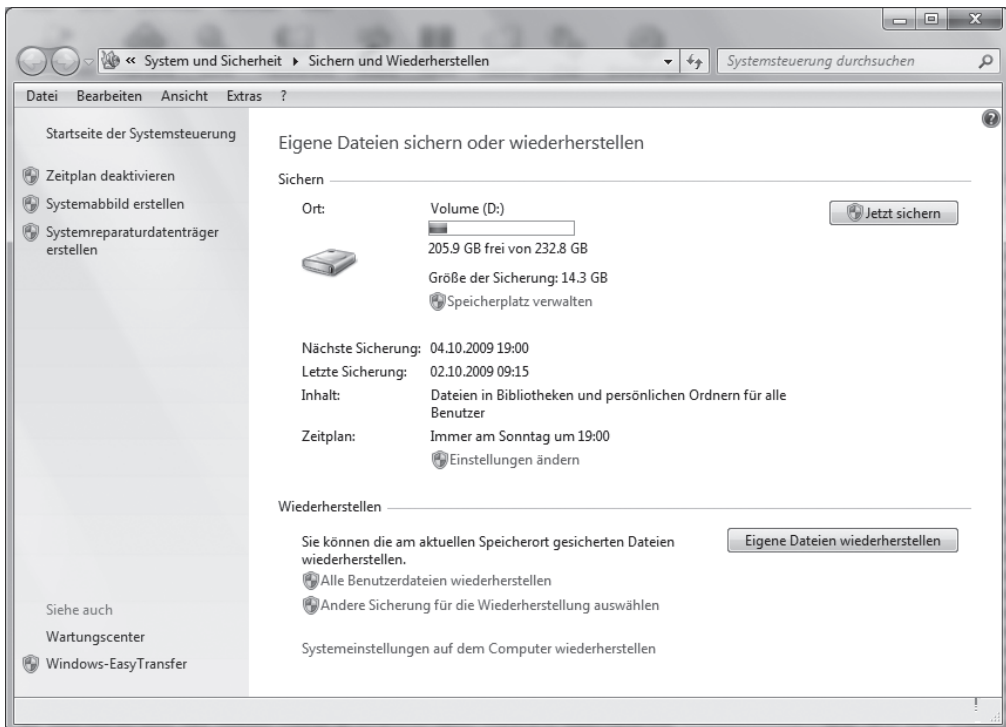 « System und Sicherheit ▸ Sichern und Wiederherstellen
Systemsteuerung durchsuchen
Datei Bearbeiten Ansicht Extras ?
Startseite der Systemsteuerung
Zeitplan deaktivieren
Systemabbild erstellen
Systemreparaturdatenträger
erstellen
Siehe auch
Wartungscenter
Windows-EasyTransfer
Eigene Dateien sichern oder wiederherstellen
Sichern
Ort: Volume (D:)
205.9 GB frei von 232.8 GB
Größe der Sicherung: 14.3 GB
Speicherplatz verwalten
Jetzt sichern
Nächste Sicherung: 04.10.2009 19:00
Letzte Sicherung: 02.10.2009 09:15
Inhalt: Dateien in Bibliotheken und persönlichen Ordnern für alle
Benutzer
Zeitplan: Immer am Sonntag um 19:00
Einstellungen ändern
Wiederherstellen
Sie können die am aktuellen Speicherort gesicherten Dateien
wiederherstellen.
Eigene Dateien wiederherstellen
Alle Benutzerdateien wiederherstellen
Andere Sicherung für die Wiederherstellung auswählen
Systemeinstellungen auf dem Computer wiederherstellen